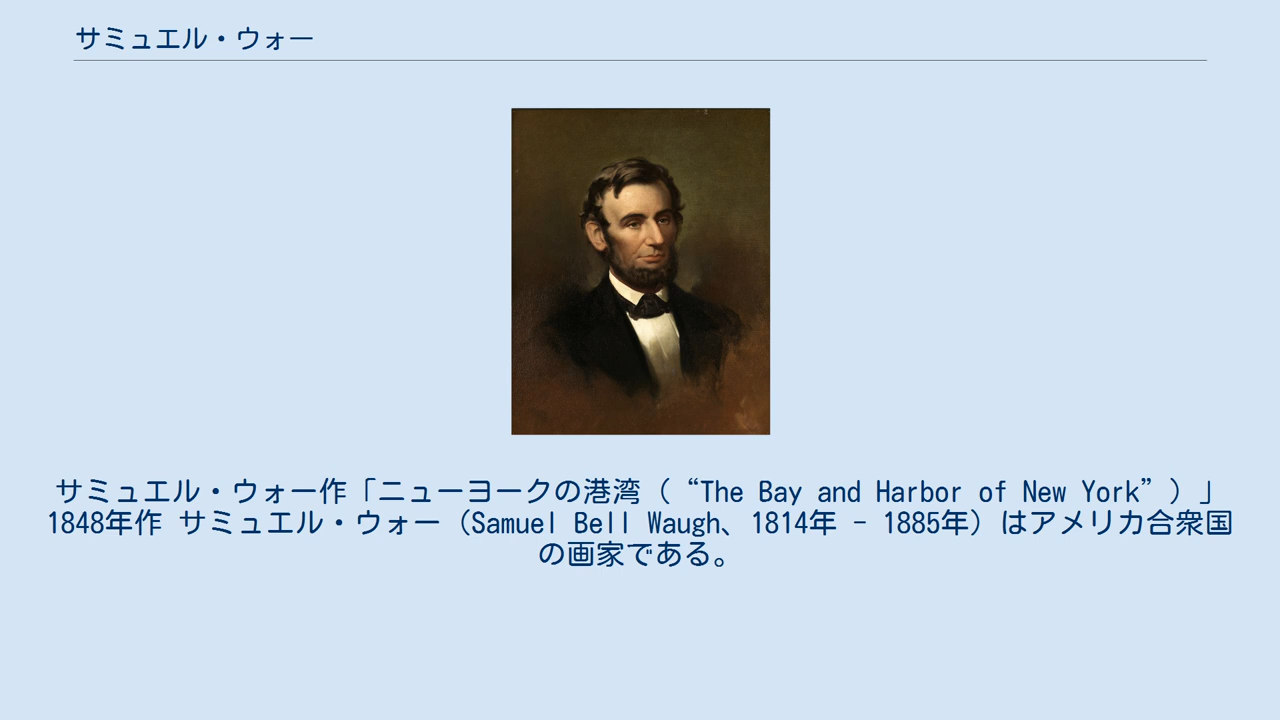 サミュエル・ウォー
サミュエル・ウォー作「ニューヨークの港湾（“The Bay and Harbor of New York”）」
1848年作 サミュエル・ウォー（Samuel Bell Waugh、1814年 - 1885年）はアメリカ合衆国
の画家である。